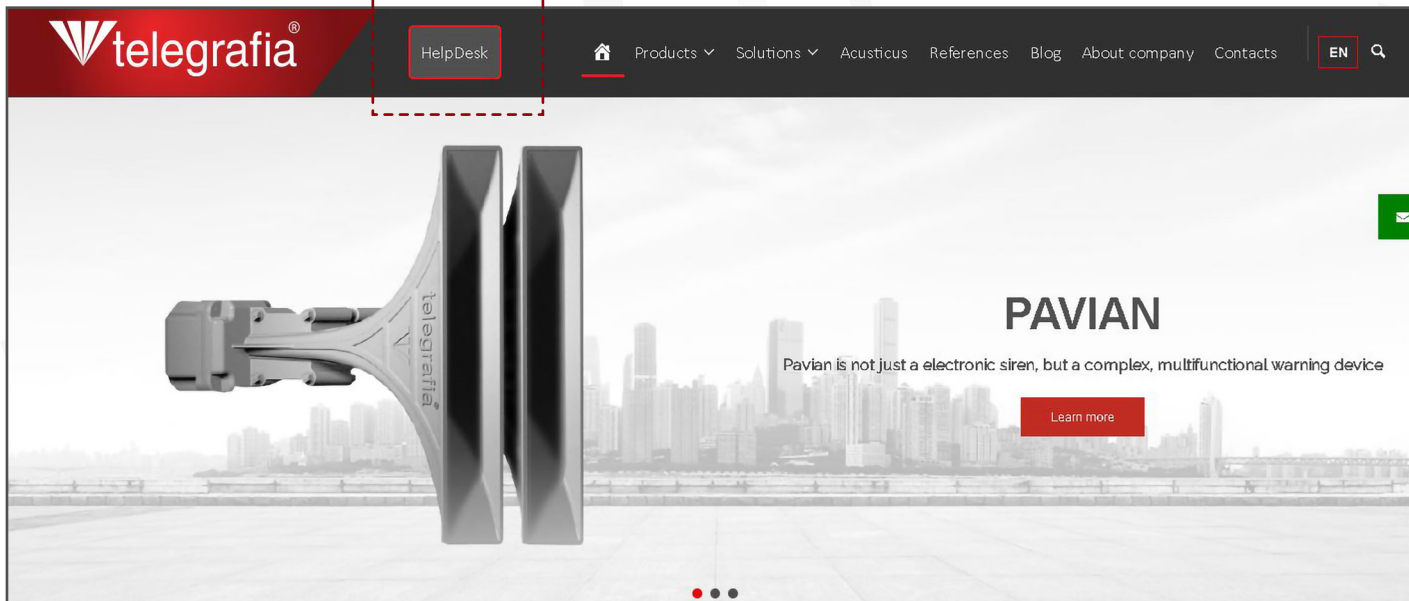 telegrafia®
HelpDesk
Products
Solutions
Acusticus
References
Blog
About company
Contacts
EN
telegrafia
PAVIAN
Pavian is not just a electronic siren, but a complex, multifunctional warning device
Learn more